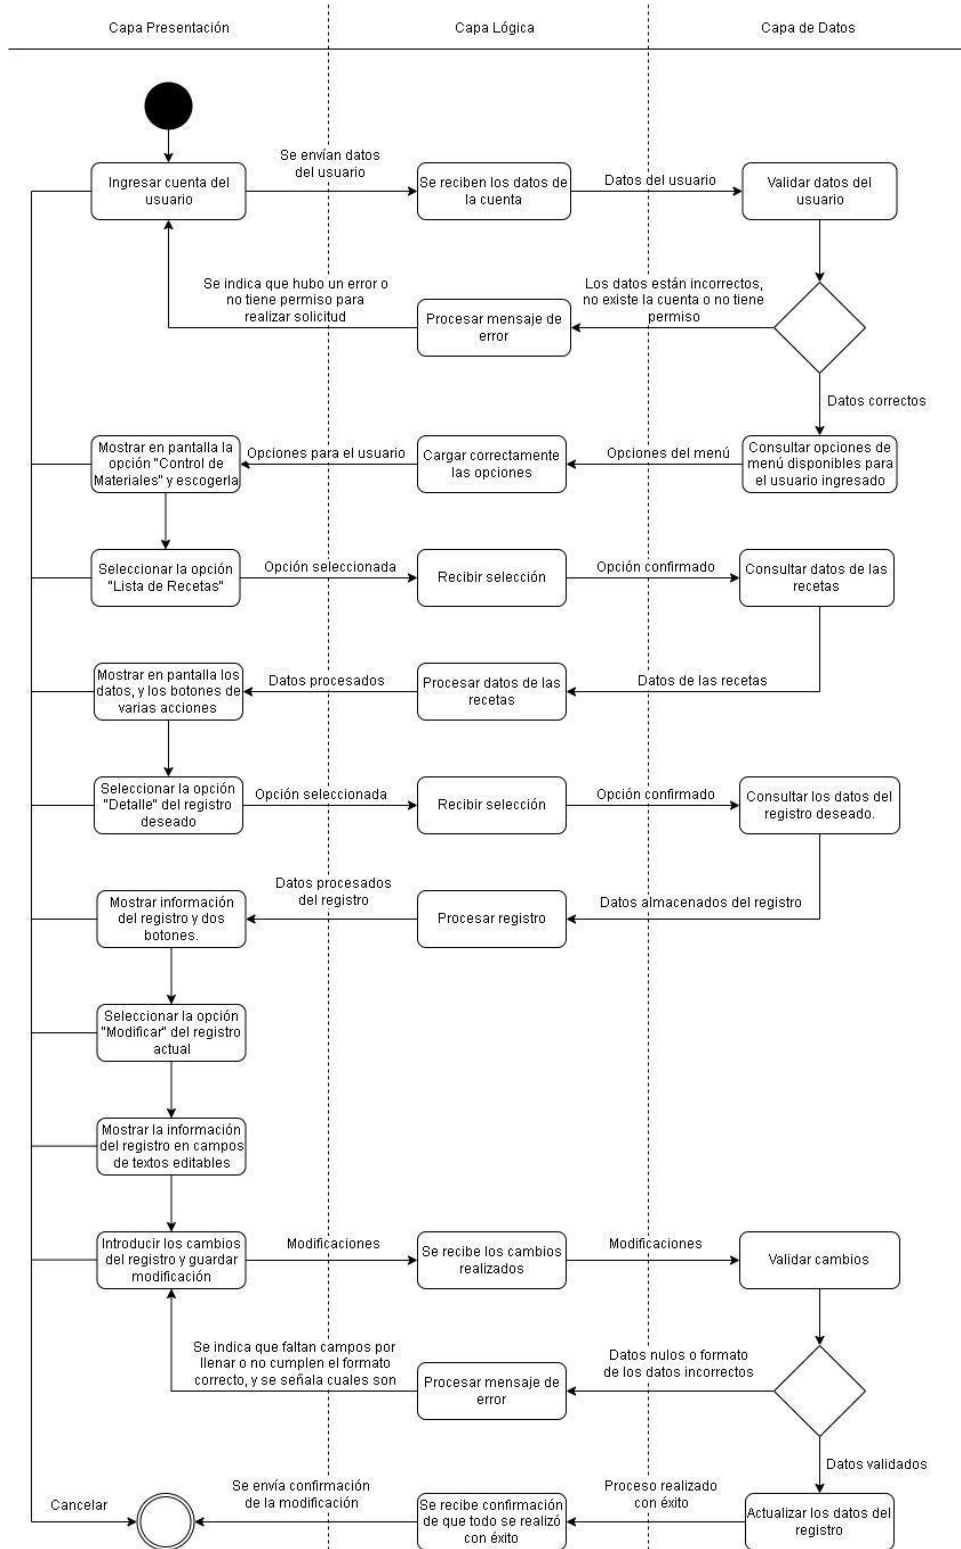 Capa Presentación
Capa Lógica
Capa de Datos
Ingresar cuenta del
usuario
Se envían datos
del usuario
Se reciben los datos de
la cuenta
Datos del usuario
Validar datos del
usuario
Se indica que hubo un error o
no tiene permiso para
realizar solicitud
Procesar mensaje de
error
Los datos están incorrectos,
no existe la cuenta o no tiene
permiso
Datos correctos
Mostrar en pantalla la
opción "Control de
Materiales" y escogerla
Opciones para el usuario
Cargar correctamente
las opciones
Opciones del menú
Consultar opciones de
menú disponibles para
el usuario ingresado
Seleccionar la opción
"Lista de Recetas"
Opción seleccionada
Recibir selección
Opción confirmado
Consultar datos de las
recetas
Mostrar en pantalla los
datos, y los botones de
varias acciones
Datos procesados
Procesar datos de las
recetas
Datos de las recetas
Seleccionar la opción
"Detalle" del registro
deseado
Opción seleccionada
Recibir selección
Opción confirmado
Consultar los datos del
registro deseado.
Mostrar información
del registro y dos
botones.
Datos procesados
del registro
Procesar registro
Datos almacenados del registro
Seleccionar la opción
"Modificar" del registro
actual
Mostrar la información
del registro en campos
de textos editables
Introducir los cambios
del registro y guardar
modificación
Modificaciones
Se recibe los cambios
realizados
Modificaciones
Validar cambios
Se indica que faltan campos por
llenar o no cumplen el formato
correcto, y se señala cuales son
Procesar mensaje de
error
Datos nulos o formato
de los datos incorrectos
Datos validados
Cancelar
Se envía confirmación
de la modificación
Se recibe confirmación
de que todo se realizó
con éxito
Proceso realizado
con éxito
Actualizar los datos del
registro